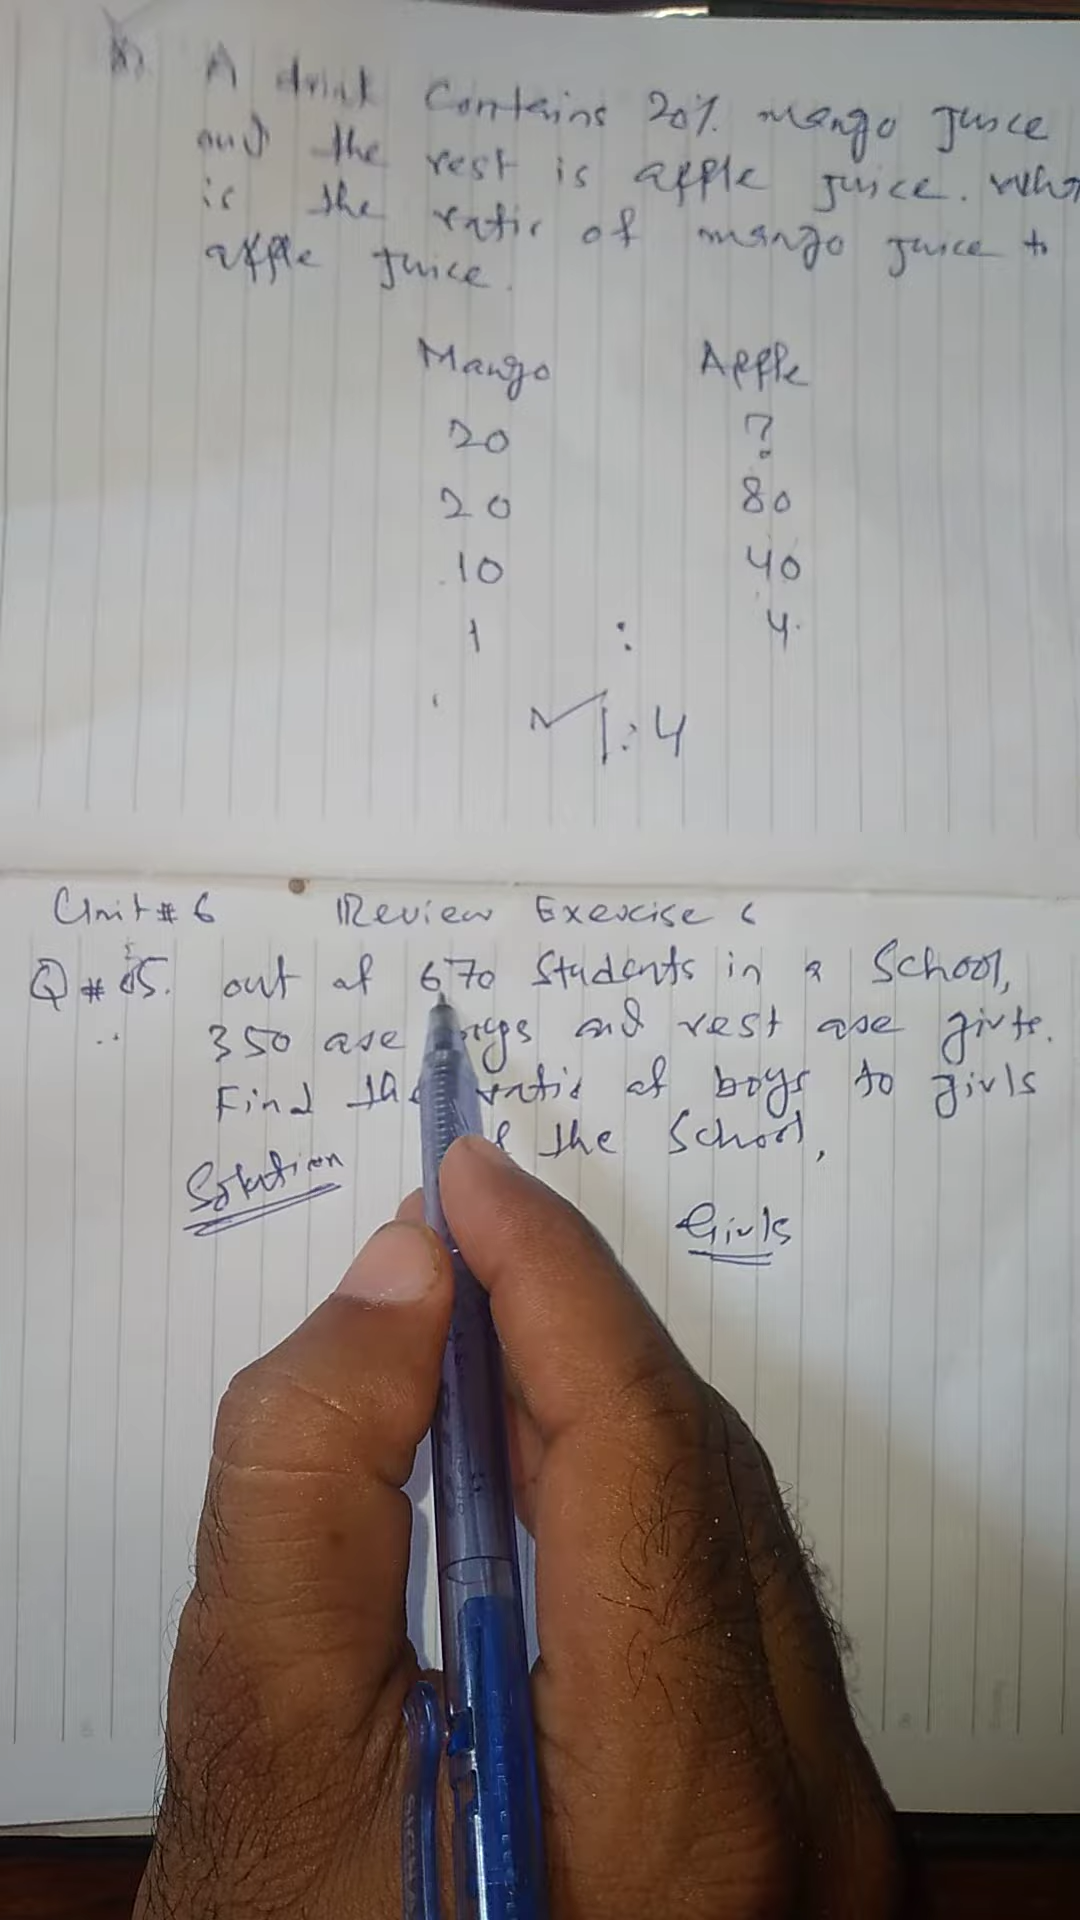 A drink Contains 20% mango juice
and the rest is apple juice.
is the ratio of mango juice to
apple juice.
Mango Apple
20 ?
20 80
10 40
1 : 4
1:4
Unit # 6 Review Exercise 6
Q # 05. out of 670 Students in a School,
350 are boys and rest are girls.
Find the ratio of boys to girls
of the School,
Solution
Girls